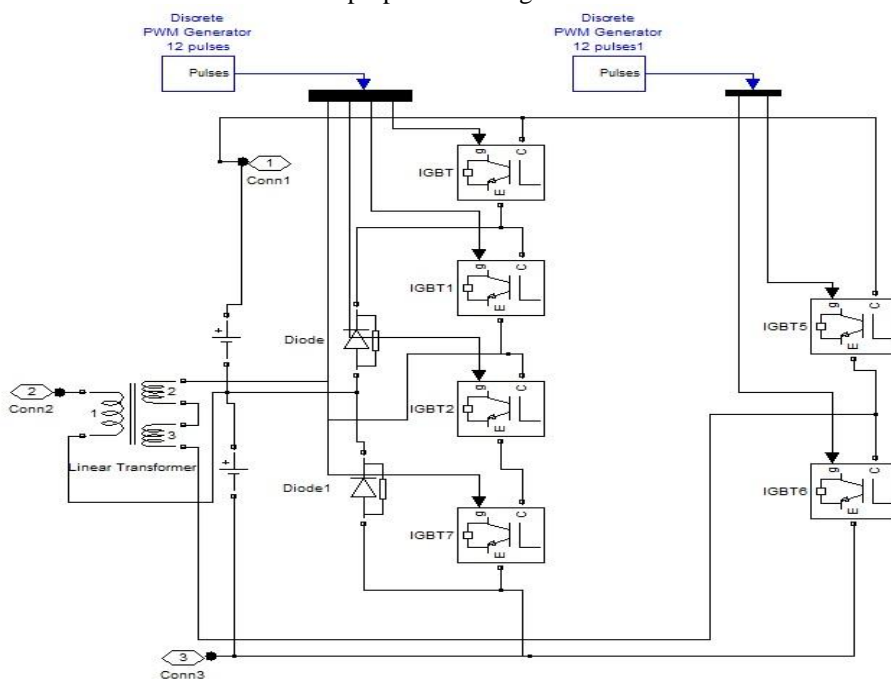 Discrete
PWM Generator
12 pulses
Pulses
Discrete
PWM Generator
12 pulses1
Pulses
1
Conn1
IGBT
g
C
E
IGBT1
g
C
E
Diode
IGBT2
g
C
E
IGBT5
g
C
E
2
Conn2
1
2
3
+
+
Linear Transformer
Diode1
IGBT7
g
C
E
IGBT6
g
C
E
3
Conn3